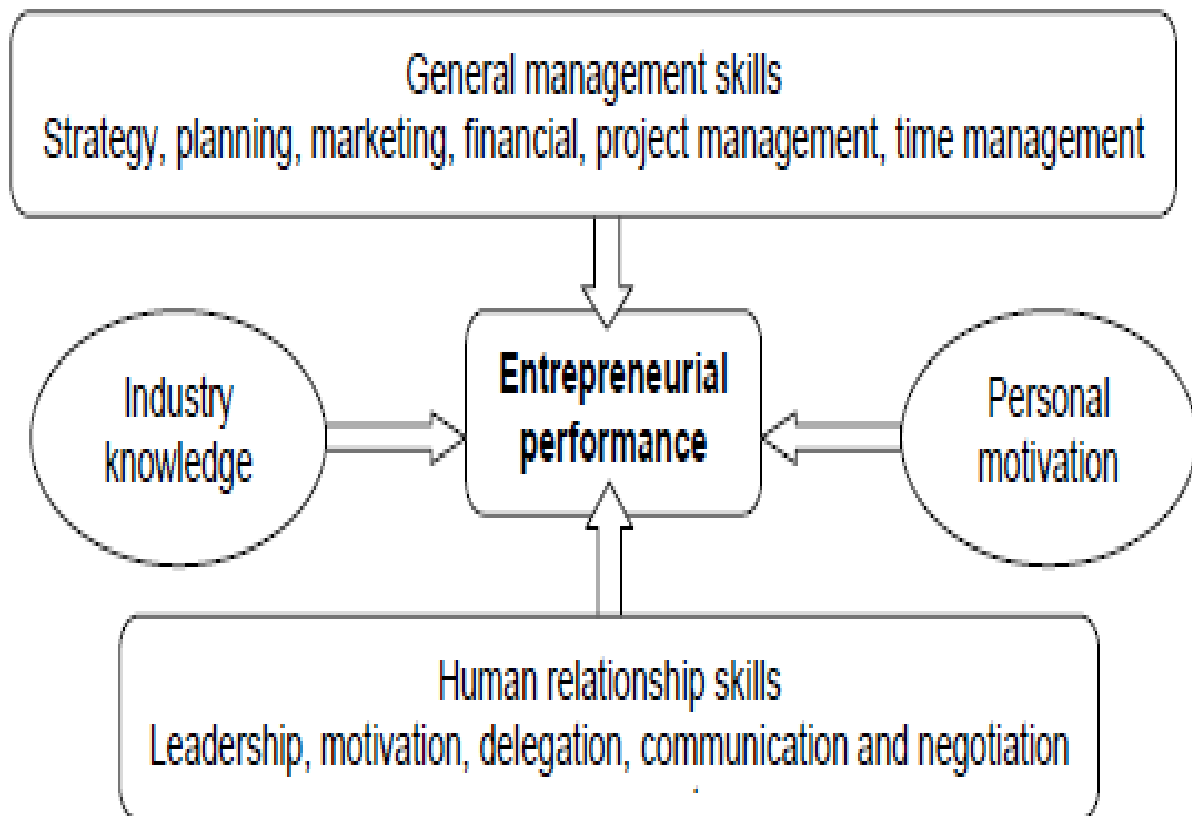 General management skills
Strategy, planning, marketing, financial, project management, time management
Entrepreneurial
performance
Industry
knowledge
Personal
motivation
Human relationship skills
Leadership, motivation, delegation, communication and negotiation